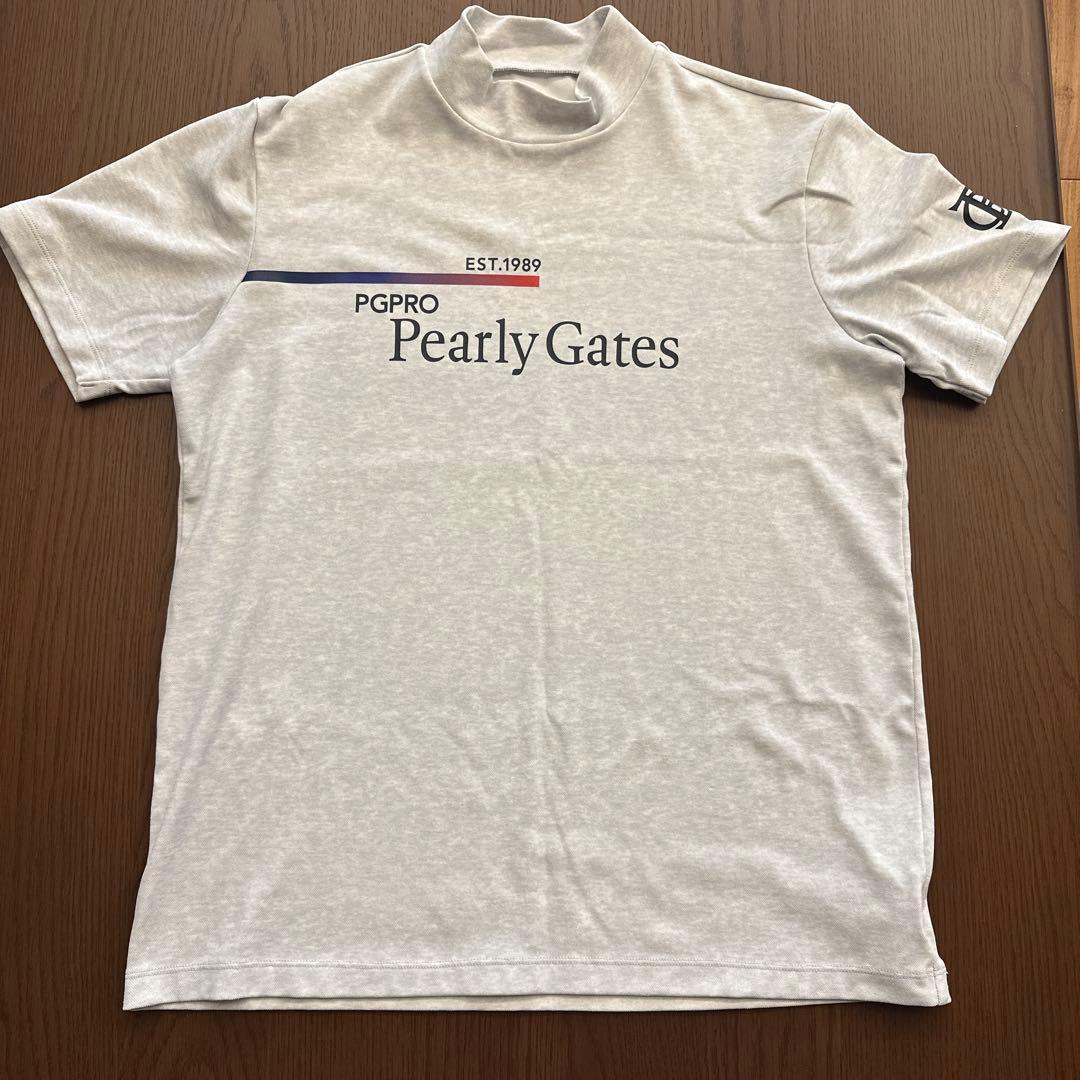 EST.1989
PGPRO
Pearly Gates